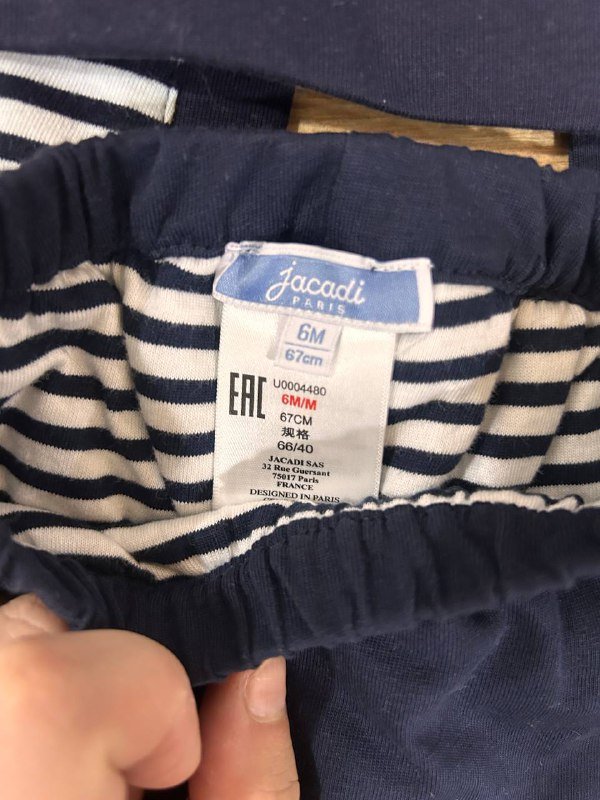 jacadi
PARIS
6M
67cm
EAC
U0004480
6M/M
67CM
规格
66/40
JACADI SAS
32 Rue Guersant
75017 Paris
FRANCE
DESIGNED IN PARIS